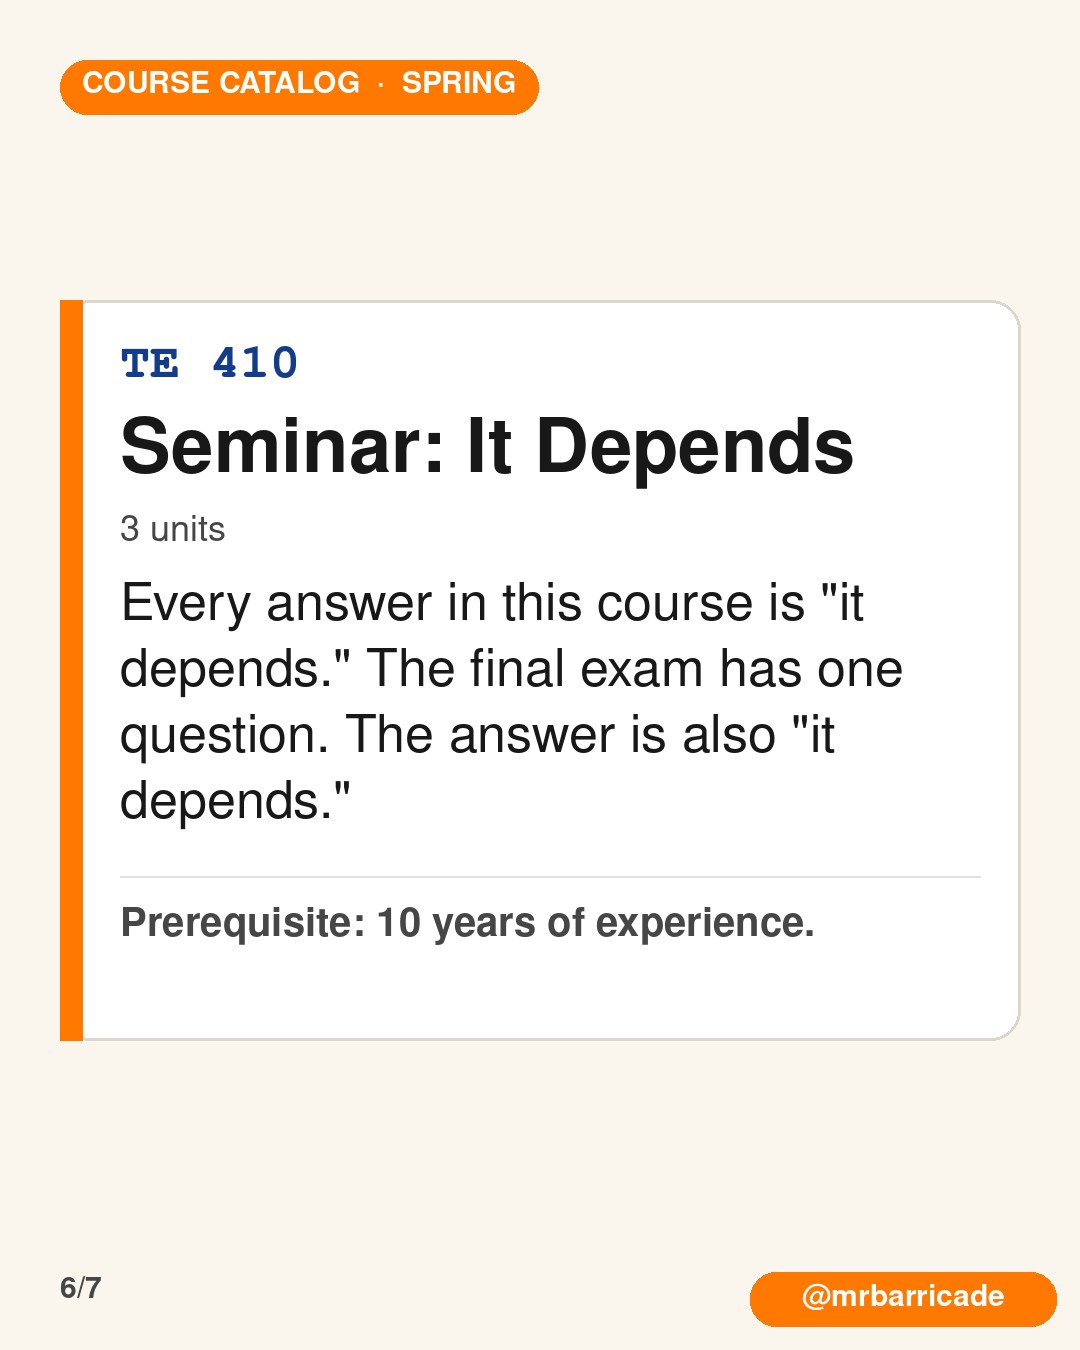 COURSE CATALOG · SPRING
TE 410
Seminar: It Depends
3 units
Every answer in this course is "it
depends." The final exam has one
question. The answer is also "it
depends."
Prerequisite: 10 years of experience.
6/7
@mrbarricade